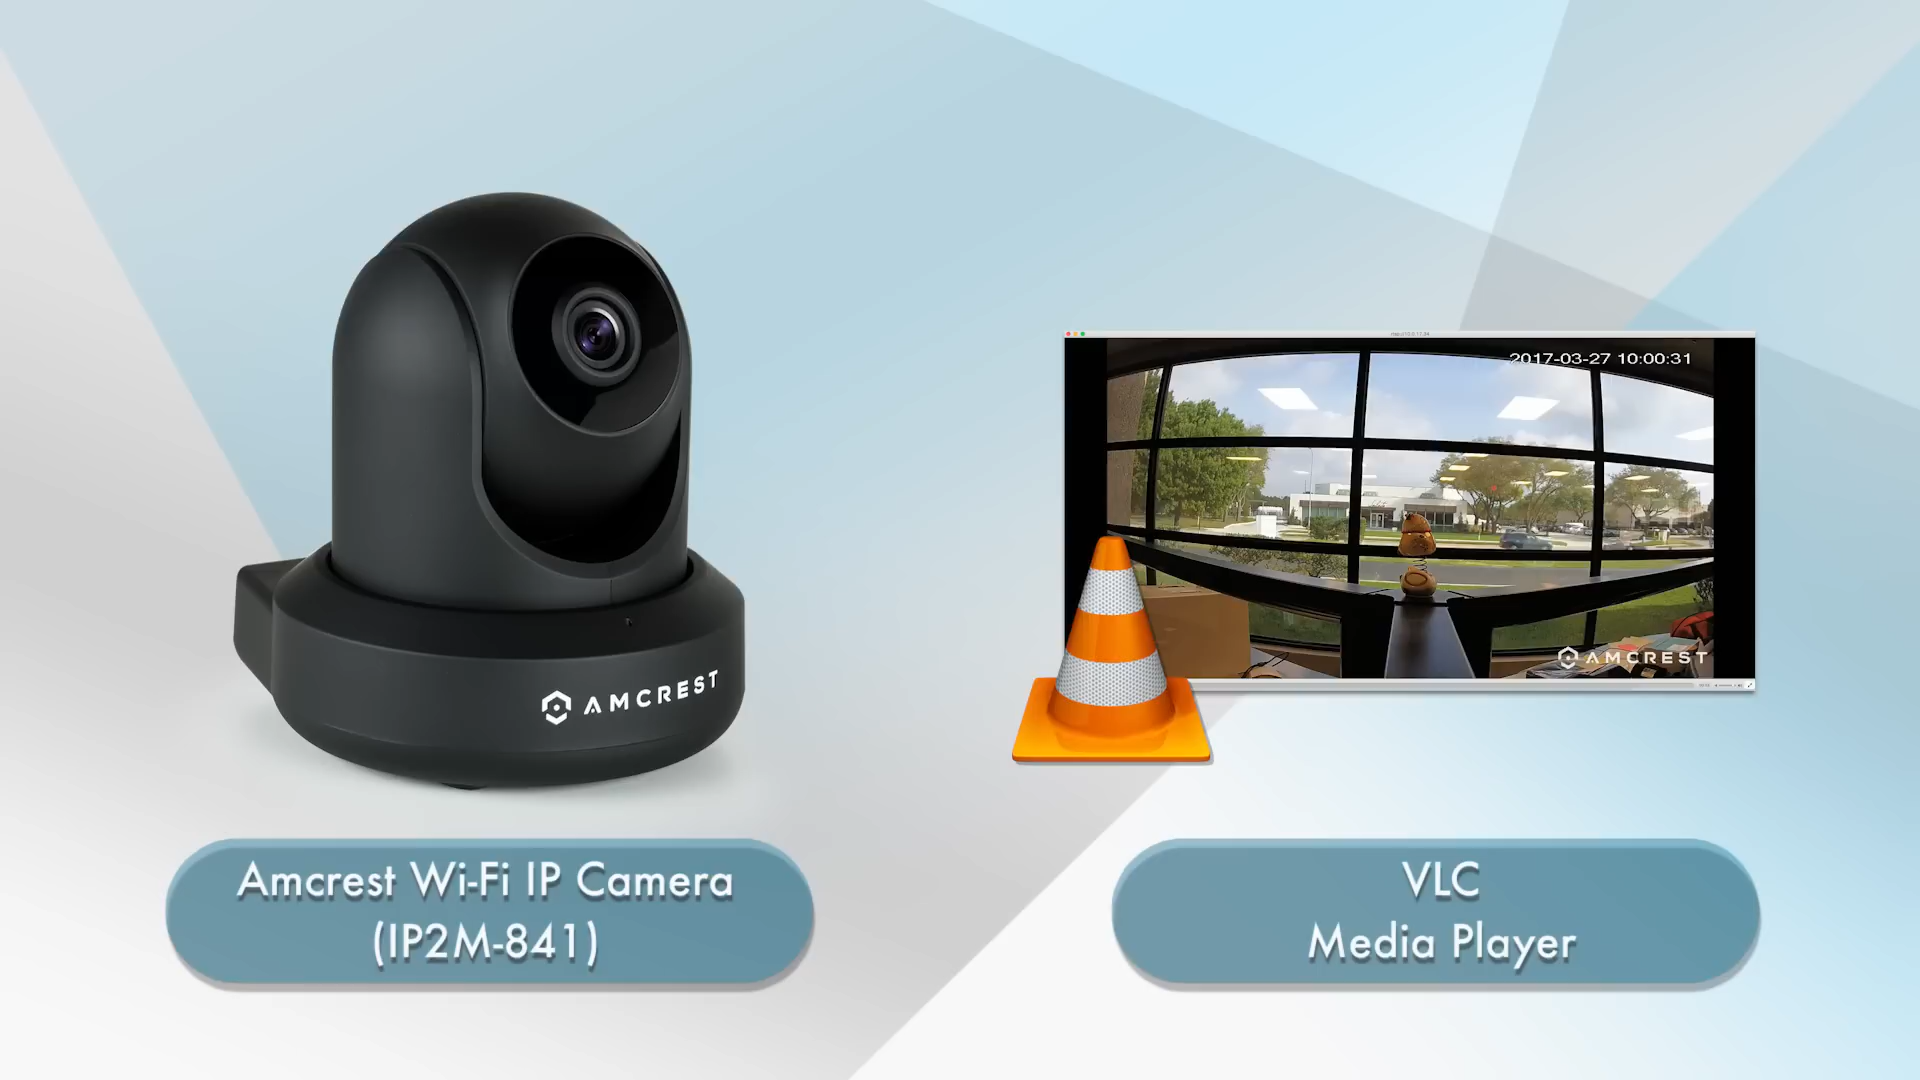 2017-03-27 10:00:31
AMCREST
AMCREST
Amcrest Wi-Fi IP Camera
(IP2M-841)
VLC
Media Player